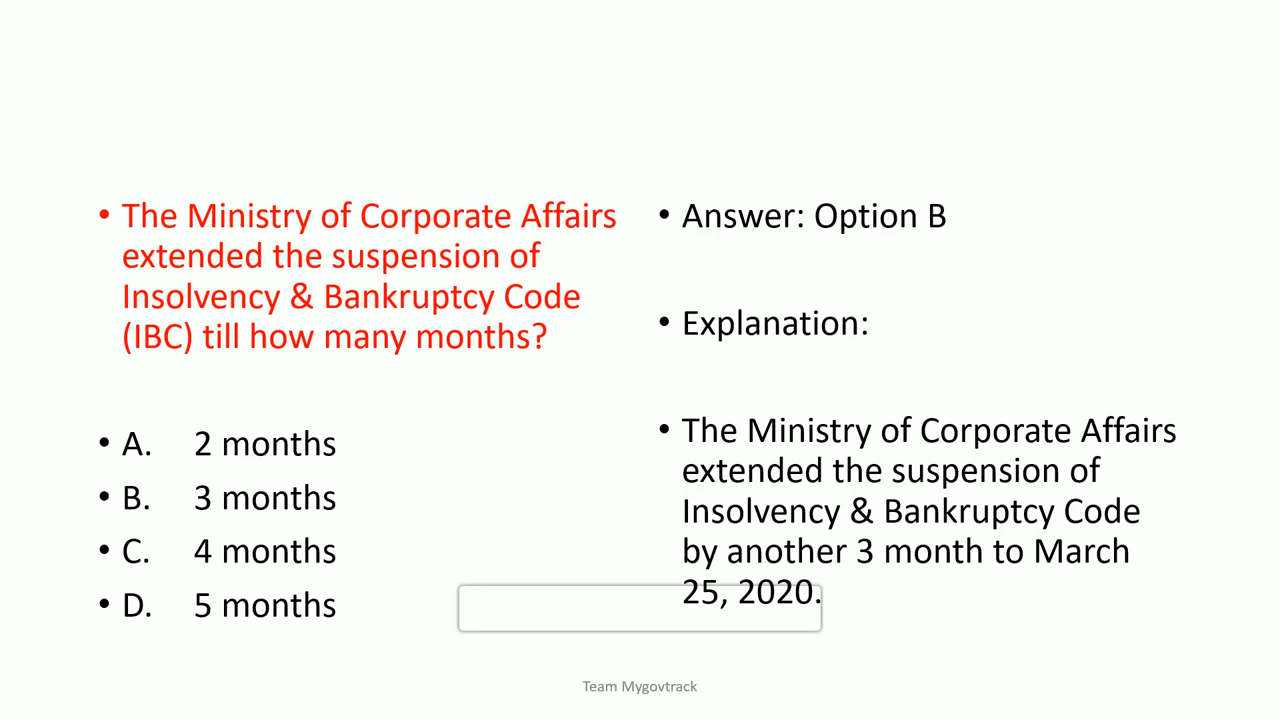 • The Ministry of Corporate Affairs
extended the suspension of
Insolvency & Bankruptcy Code
(IBC) till how many months?
• A. 2 months
• B. 3 months
• C. 4 months
• D. 5 months
• Answer: Option B
• Explanation:
• The Ministry of Corporate Affairs
extended the suspension of
Insolvency & Bankruptcy Code
by another 3 month to March
25, 2020.
Team Mygovtrack